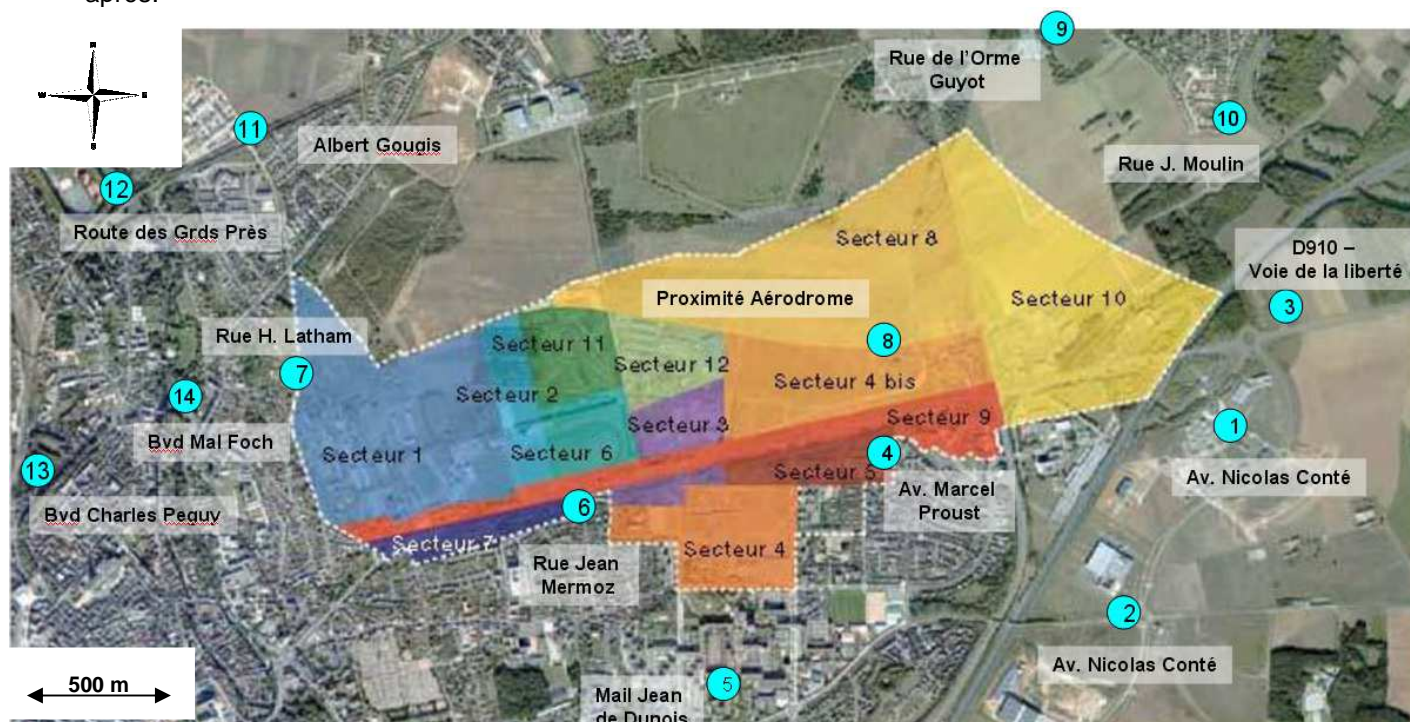 après.
9
Rue de l'Orme
Guyot
10
11
Albert Gougis
Rue J. Moulin
12
Route des Grds Près
Secteur 8
D910 –
Voie de la liberté
3
Proximité Aérodrome
Secteur 10
Rue H. Latham
7
Secteur 11
8
Secteur 12
Secteur 4 bis
14
Secteur 2
Secteur 9
Secteur 3
1
Bvd Mal Foch
Secteur 1
Secteur 6
4
13
Secteur 5
Av. Nicolas Conté
Av. Marcel
Proust
Bvd Charles Peguy
6
Secteur 7
Secteur 4
Rue Jean
Mermoz
2
Av. Nicolas Conté
500 m
5
Mail Jean
de Dunois